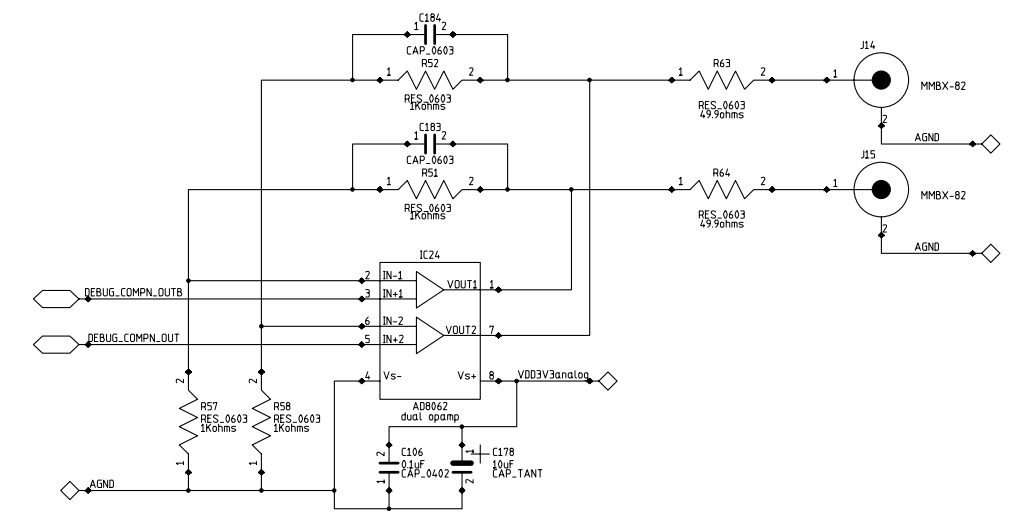 C184
1 2
CAP_0603
R52
1 2
RES_0603
1Kohms
R63
1 2
RES_0603
49.9ohms
J14
1
MMBX-82
2
AGND
C183
1 2
CAP_0603
R51
1 2
RES_0603
1Kohms
R64
1 2
RES_0603
49.9ohms
J15
1
MMBX-82
2
AGND
IC24
2 IN-1
VOUT1 1
DEBUG_COMPN_OUTB
3 IN+1
6 IN-2
VOUT2 7
DEBUG_COMPN_OUT
5 IN+2
4 Vs-
Vs+ 8
VDD3V3analog
AD8062
dual opamp
2
R57
RES_0603
1Kohms
1
2
R58
RES_0603
1Kohms
1
2
C106
0.1uF
CAP_0402
1
1
C178
10uF
CAP_TANT
2
AGND